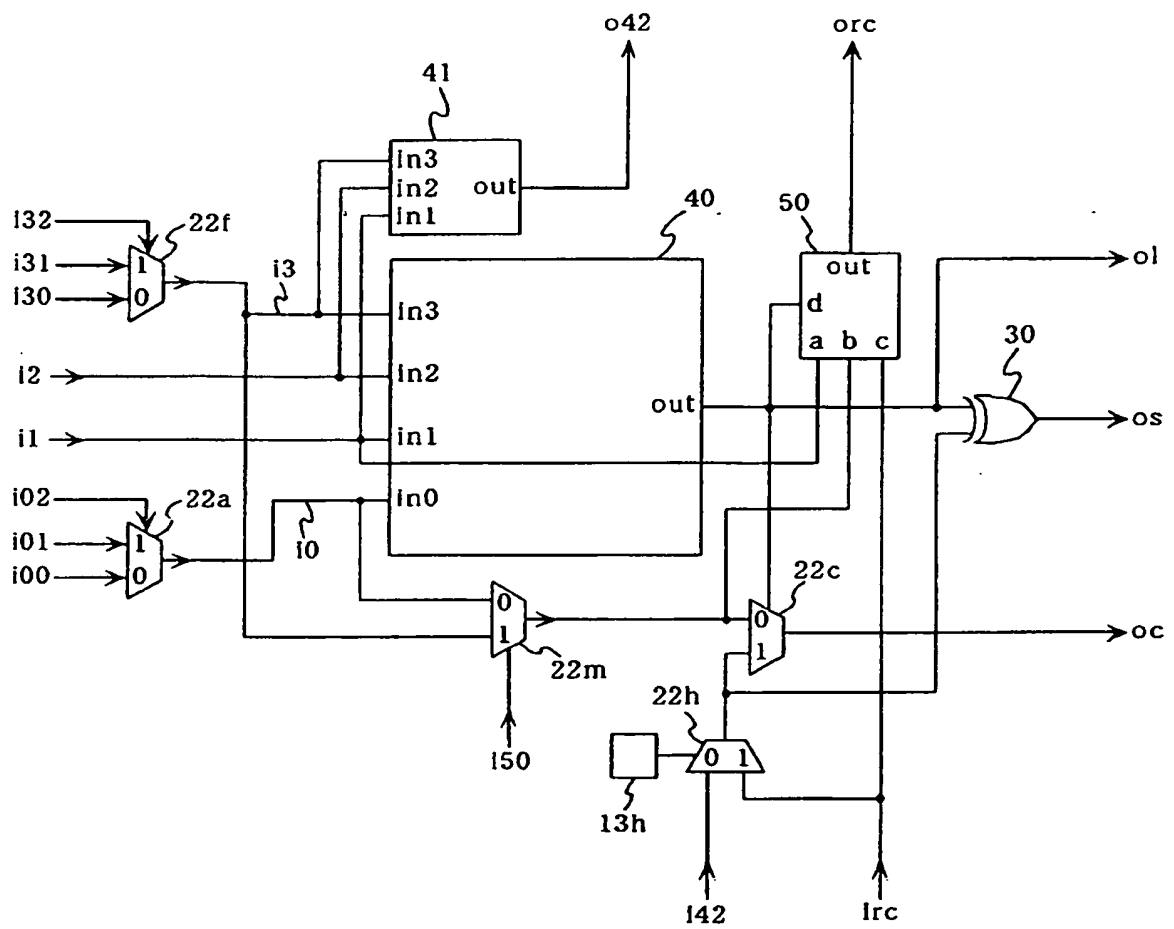 o42
orc
41
in3
in2
out
in1
i32
22f
i31
1
i30
0
i3
40
50
out
d
a b c
ol
in3
30
i2
in2
out
os
i1
in1
i02
22a
in0
i01
1
i0
i00
0
22c
0
1
0
1
oc
22m
22h
i50
0 1
13h
i42
irc